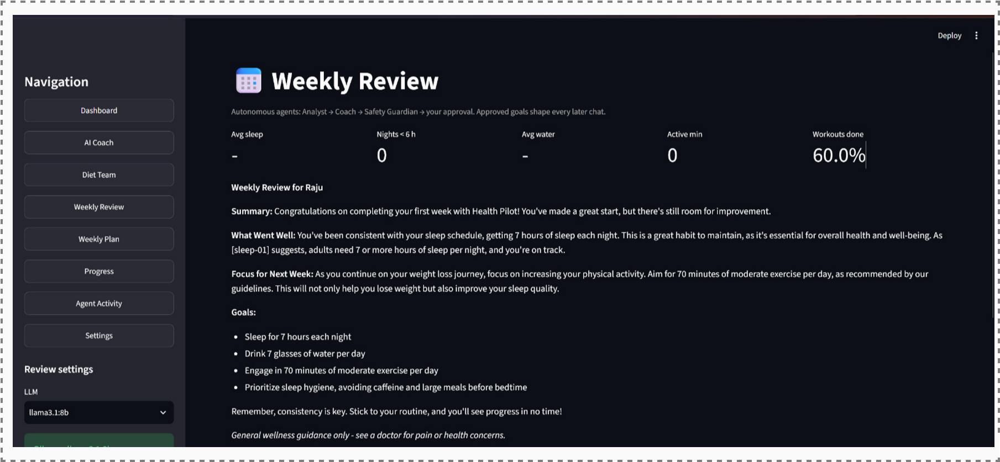 Deploy
Navigation
Dashboard
AI Coach
Diet Team
Weekly Review
Weekly Plan
Progress
Agent Activity
Settings
Review settings
LLM
llama3.1:8b
Weekly Review
Autonomous agents: Analyst → Coach → Safety Guardian → your approval. Approved goals shape every later chat.
Avg sleep Nights < 6 h Avg water Active min Workouts done
- 0 - 0 60.0%
Weekly Review for Raju
Summary: Congratulations on completing your first week with Health Pilot! You've made a great start, but there's still room for improvement.
What Went Well: You've been consistent with your sleep schedule, getting 7 hours of sleep each night. This is a great habit to maintain, as it's essential for overall health and well-being. As
[sleep-01] suggests, adults need 7 or more hours of sleep per night, and you're on track.
Focus for Next Week: As you continue on your weight loss journey, focus on increasing your physical activity. Aim for 70 minutes of moderate exercise per day, as recommended by our
guidelines. This will not only help you lose weight but also improve your sleep quality.
Goals:
• Sleep for 7 hours each night
• Drink 7 glasses of water per day
• Engage in 70 minutes of moderate exercise per day
• Prioritize sleep hygiene, avoiding caffeine and large meals before bedtime
Remember, consistency is key. Stick to your routine, and you'll see progress in no time!
General wellness guidance only - see a doctor for pain or health concerns.